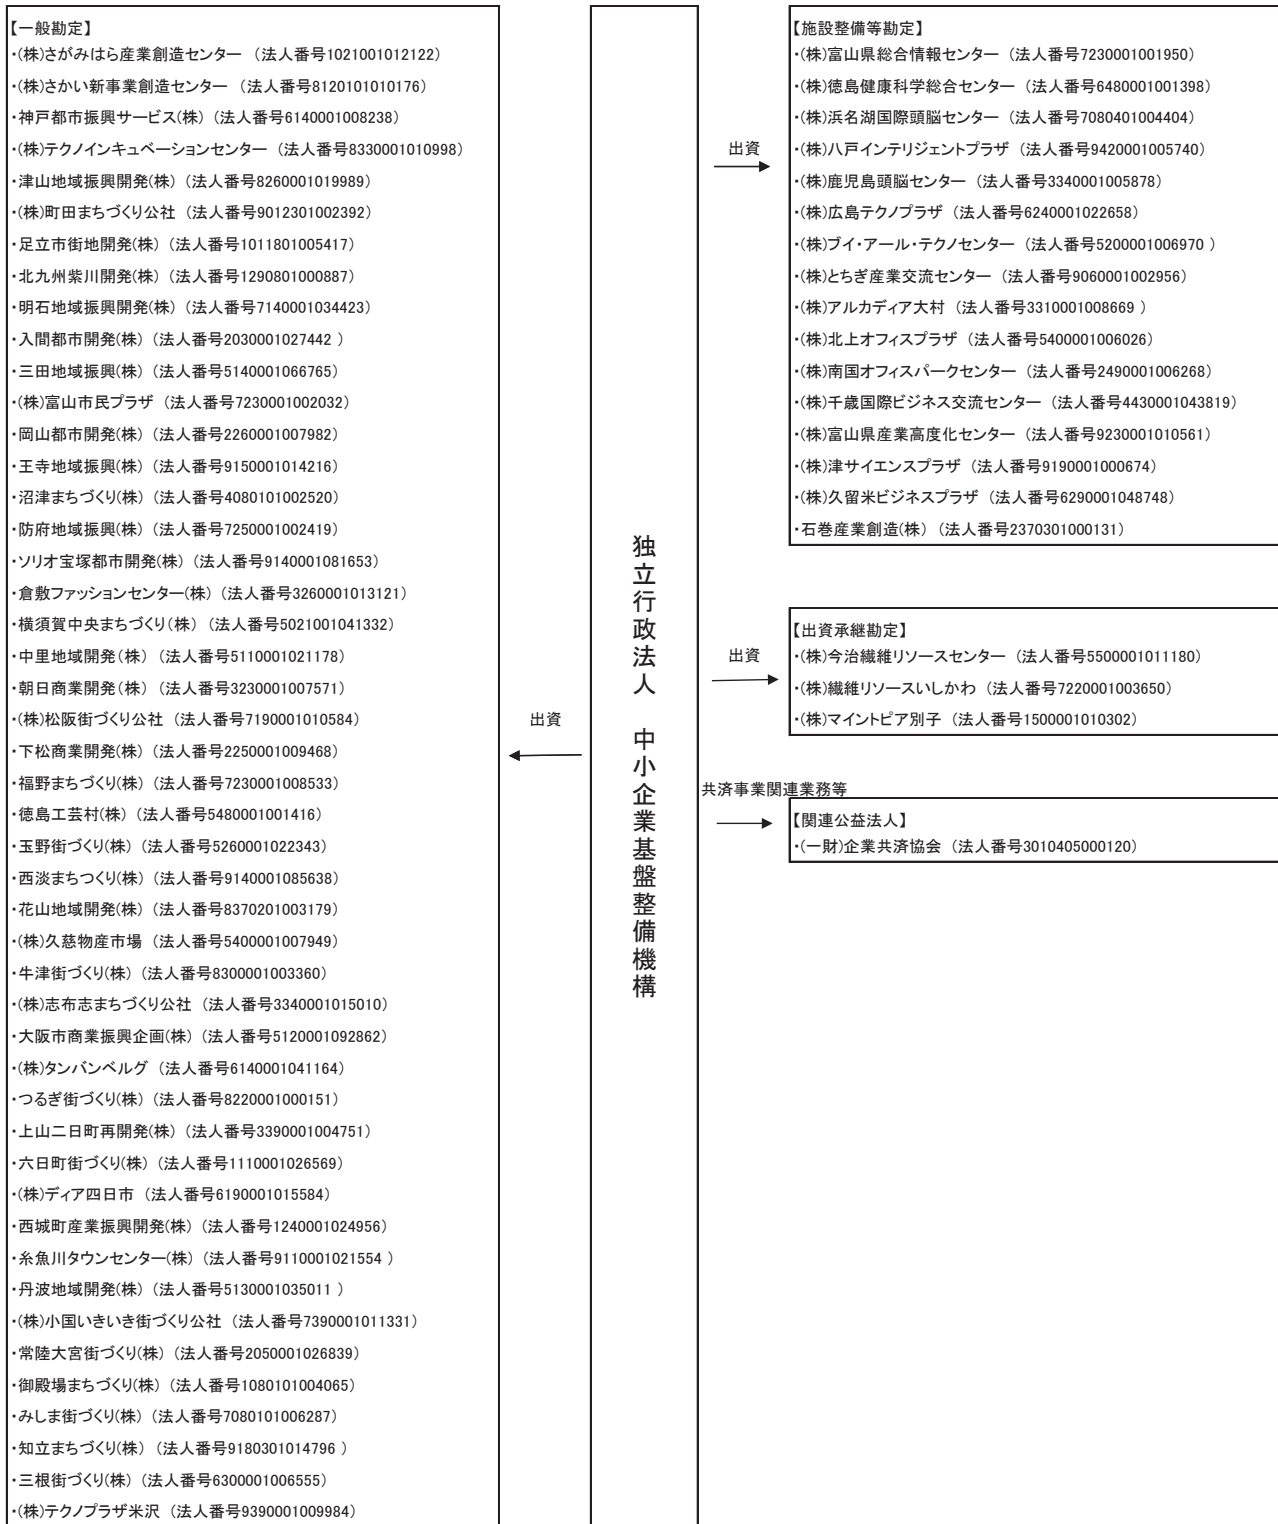 【一般勘定】
・(株)さがみはら産業創造センター (法人番号1021001012122)
・(株)さかい新事業創造センター (法人番号8120101010176)
・神戸都市振興サービス(株) (法人番号6140001008238)
・(株)テクノインキュベーションセンター (法人番号8330001010998)
・津山地域振興開発(株) (法人番号8260001019989)
・(株)町田まちづくり公社 (法人番号9012301002392)
・足立市街地開発(株) (法人番号1011801005417)
・北九州紫川開発(株) (法人番号1290801000887)
・明石地域振興開発(株) (法人番号7140001034423)
・入間都市開発(株) (法人番号2030001027442 )
・三田地域振興(株) (法人番号5140001066765)
・(株)富山市民プラザ (法人番号7230001002032)
・岡山都市開発(株) (法人番号2260001007982)
・王寺地域振興(株) (法人番号9150001014216)
・沼津まちづくり(株) (法人番号4080101002520)
・防府地域振興(株) (法人番号7250001002419)
・ソリオ宝塚都市開発(株) (法人番号9140001081653)
・倉敷ファッションセンター(株) (法人番号3260001013121)
・横須賀中央まちづくり(株) (法人番号5021001041332)
・中里地域開発(株) (法人番号5110001021178)
・朝日商業開発(株) (法人番号3230001007571)
・(株)松阪街づくり公社 (法人番号7190001010584)
・下松商業開発(株) (法人番号2250001009468)
・福野まちづくり(株) (法人番号7230001008533)
・徳島工芸村(株) (法人番号5480001001416)
・玉野街づくり(株) (法人番号5260001022343)
・西淡まちつくり(株) (法人番号9140001085638)
・花山地域開発(株) (法人番号8370201003179)
・(株)久慈物産市場 (法人番号5400001007949)
・牛津街づくり(株) (法人番号8300001003360)
・(株)志布志まちづくり公社 (法人番号3340001015010)
・大阪市商業振興企画(株) (法人番号5120001092862)
・(株)タンバンベルグ (法人番号6140001041164)
・つるぎ街づくり(株) (法人番号8220001000151)
・上山二日町再開発(株) (法人番号3390001004751)
・六日町街づくり(株) (法人番号1110001026569)
・(株)ディア四日市 (法人番号6190001015584)
・西城町産業振興開発(株) (法人番号1240001024956)
・糸魚川タウンセンター(株) (法人番号9110001021554 )
・丹波地域開発(株) (法人番号5130001035011 )
・(株)小国いきいき街づくり公社 (法人番号7390001011331)
・常陸大宮街づくり(株) (法人番号2050001026839)
・御殿場まちづくり(株) (法人番号1080101004065)
・みしま街づくり(株) (法人番号7080101006287)
・知立まちづくり(株) (法人番号9180301014796 )
・三根街づくり(株) (法人番号6300001006555)
・(株)テクノプラザ米沢 (法人番号9390001009984)
出資
独立行政法人 中小企業基盤整備機構
出資
【施設整備等勘定】
・(株)富山県総合情報センター (法人番号7230001001950)
・(株)徳島健康科学総合センター (法人番号6480001001398)
・(株)浜名湖国際頭脳センター (法人番号7080401004404)
・(株)八戸インテリジェントプラザ (法人番号9420001005740)
・(株)鹿児島頭脳センター (法人番号3340001005878)
・(株)広島テクノプラザ (法人番号6240001022658)
・(株)ブイ・アール・テクノセンター (法人番号5200001006970 )
・(株)とちぎ産業交流センター (法人番号9060001002956)
・(株)アルカディア大村 (法人番号3310001008669 )
・(株)北上オフィスプラザ (法人番号5400001006026)
・(株)南国オフィスパークセンター (法人番号2490001006268)
・(株)千歳国際ビジネス交流センター (法人番号4430001043819)
・(株)富山県産業高度化センター (法人番号9230001010561)
・(株)津サイエンスプラザ (法人番号9190001000674)
・(株)久留米ビジネスプラザ (法人番号6290001048748)
・石巻産業創造(株) (法人番号2370301000131)
出資
【出資承継勘定】
・(株)今治繊維リソースセンター (法人番号5500001011180)
・(株)繊維リソースいしかわ (法人番号7220001003650)
・(株)マイントピア別子 (法人番号1500001010302)
共済事業関連業務等
【関連公益法人】
・(一財)企業共済協会 (法人番号3010405000120)